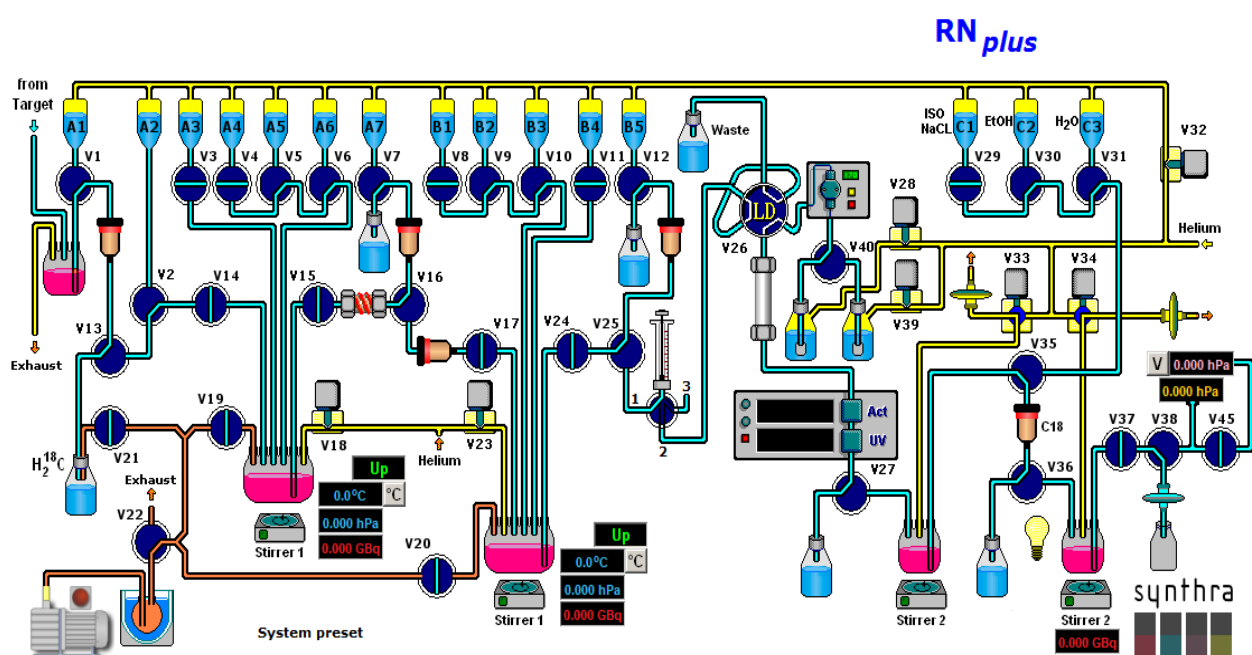 RN plus
from
Target
A1
A2
A3
A4
A5
A6
A7
B1
B2
B3
B4
B5
Waste
ISO
NaCL
C1
EtOH
C2
H2O
C3
V32
V1
V3
V4
V5
V6
V7
V8
V9
V10
V11
V12
V29
V30
V31
LD
V26
V28
V40
Helium
V33
V34
V2
V14
V15
V16
V13
V17
V24
V25
V39
V35
Exhaust
V
0.000 hPa
0.000 hPa
1
3
2
Act
UV
C18
V37
V38
V45
V19
V21
V18
V23
Helium
H2 18C
V27
V36
Exhaust
V22
Up
0.0°C
°C
0.000 hPa
0.000 GBq
Stirrer 1
V20
Up
0.0°C
°C
0.000 hPa
0.000 GBq
Stirrer 1
Stirrer 2
Stirrer 2
0.000 GBq
synthra
System preset